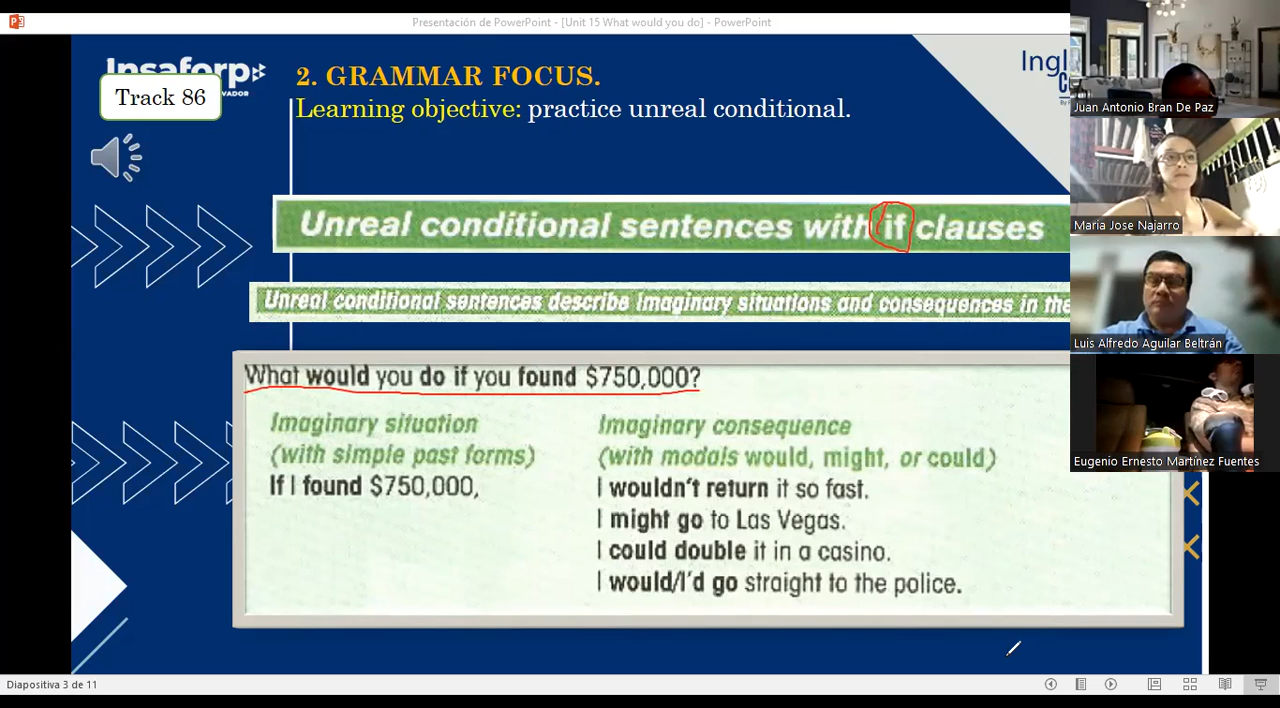 Presentación de PowerPoint - [Unit 15 What would you do] - PowerPoint
Insaforp
Track 86
2. GRAMMAR FOCUS.
Learning objective: practice unreal conditional.
Ingl
Unreal conditional sentences with if clauses
Unreal conditional sentences describe imaginary situations and consequences in the
What would you do if you found $750,000?
Imaginary situation
(with simple past forms)
If I found $750,000,
Imaginary consequence
(with modals would, might, or could)
I wouldn't return it so fast.
I might go to Las Vegas.
I could double it in a casino.
I would/I'd go straight to the police.
Juan Antonio Bran De Paz
Maria Jose Najarro
Luis Alfredo Aguilar Beltrán
Eugenio Ernesto Martínez Fuentes
Diapositiva 3 de 11